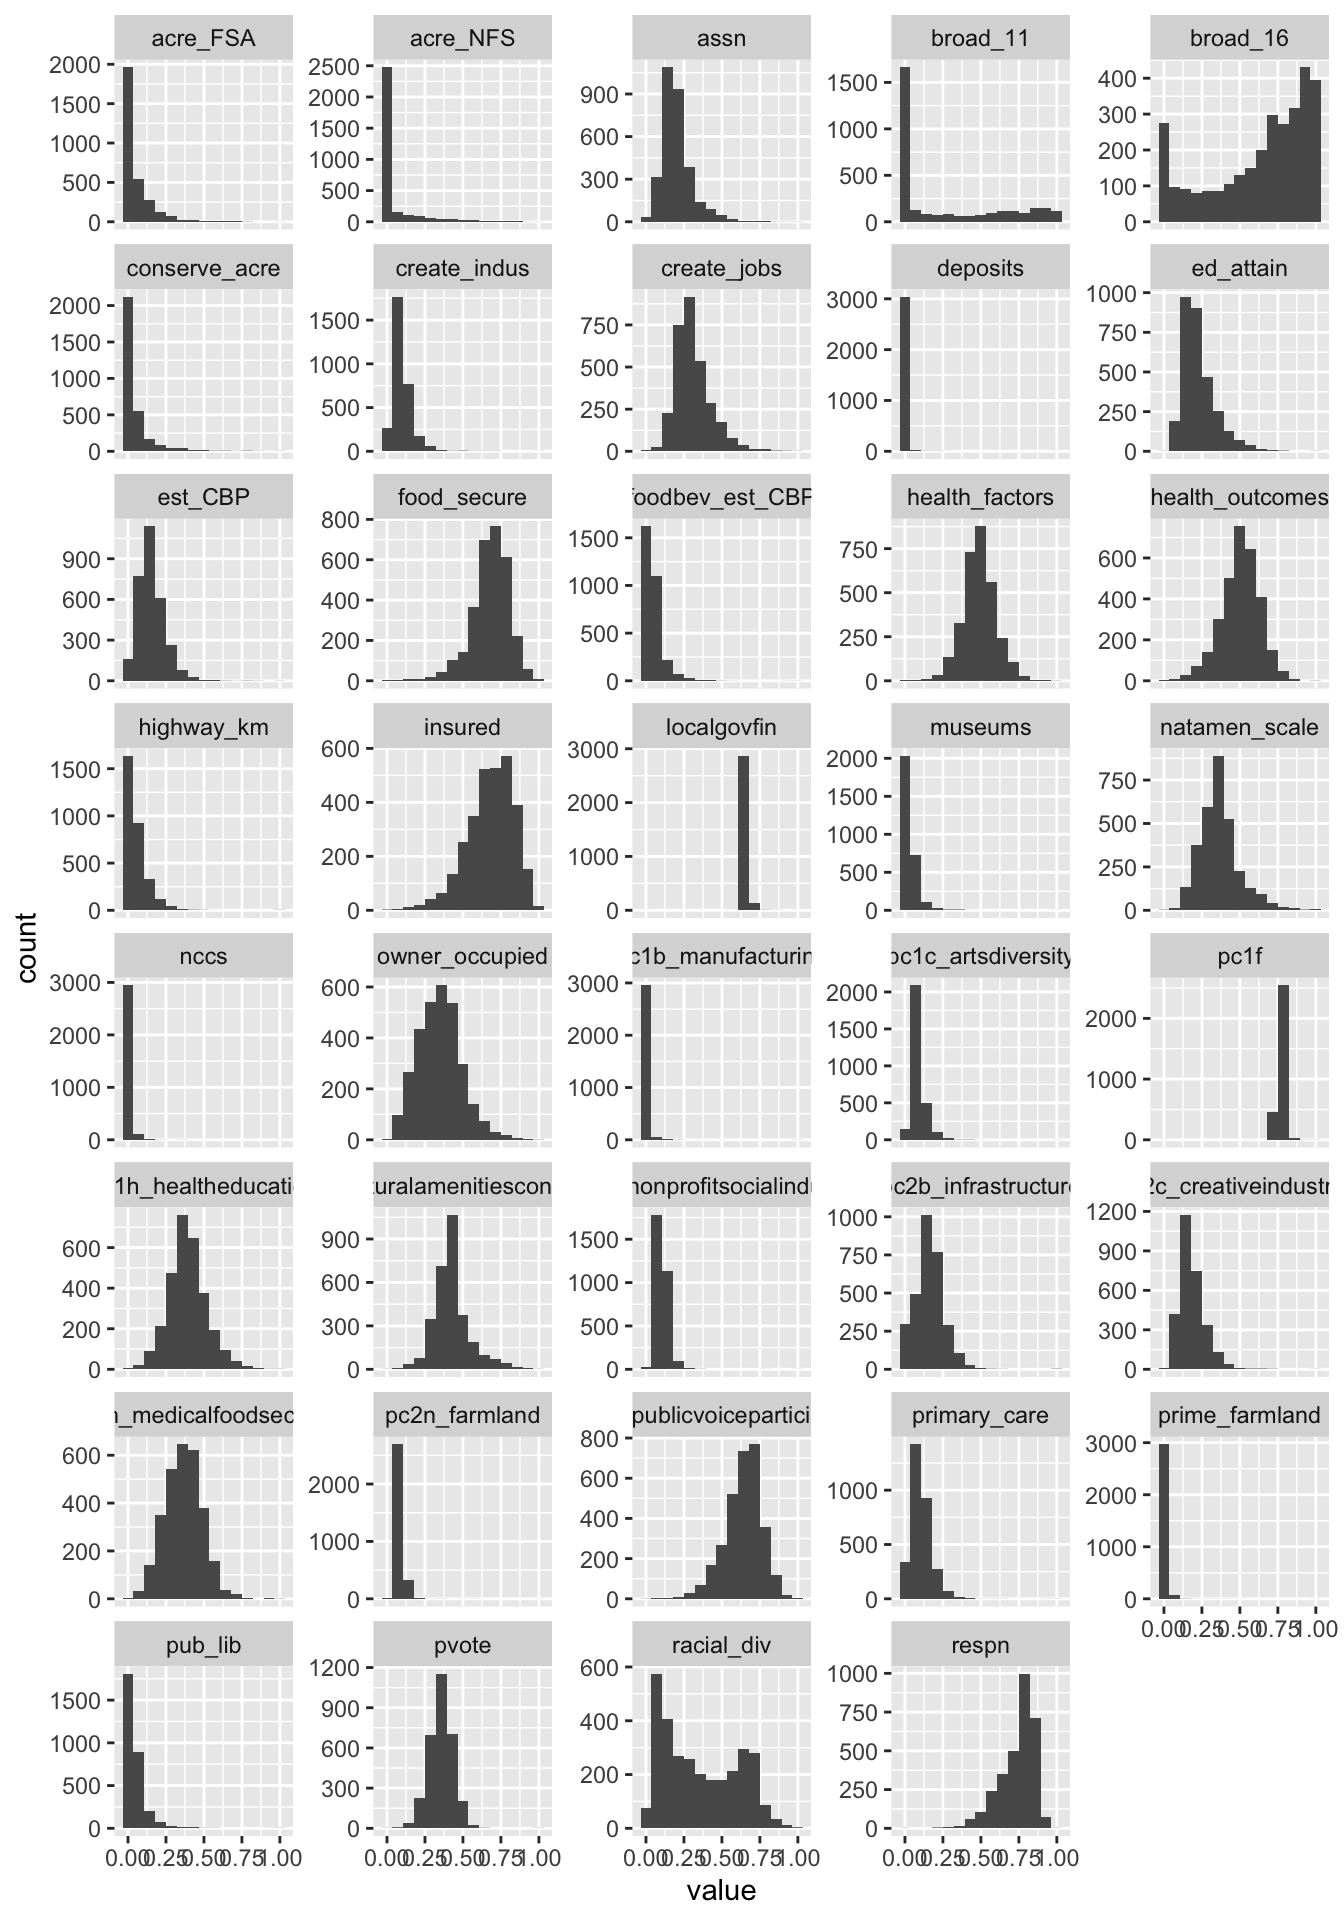 acre_FSA acre_NFS assn broad_11 broad_16
2000 1500 1000 500 0
2500 2000 1500 1000 500 0
900 600 300 0
1500 1000 500 0
400 300 200 100 0
conserve_acre create_indus create_jobs deposits ed_attain
2000 1500 1000 500 0
1500 1000 500 0
750 500 250 0
3000 2000 1000 0
1000 750 500 250 0
est_CBP food_secure foodbev_est_CBP health_factors health_outcomes
900 600 300 0
800 600 400 200 0
1500 1000 500 0
750 500 250 0
600 400 200 0
highway_km insured localgovfin museums natamen_scale
1500 1000 500 0
600 400 200 0
3000 2000 1000 0
2000 1500 1000 500 0
750 500 250 0
count
nccs owner_occupied c1b_manufacturin pc1c_artsdiversity pc1f
3000 2000 1000 0
600 400 200 0
3000 2000 1000 0
2000 1500 1000 500 0
2000 1000 0
1h_healtheducati uralamenitiescon nonprofitsocialindu pc2b_infrastructure 2c_creativeindustr
600 400 200 0
900 600 300 0
1500 1000 500 0
1000 750 500 250 0
1200 900 600 300 0
_medicalfoodsec pc2n_farmland publicvoicepartici primary_care prime_farmland
600 400 200 0
2000 1000 0
800 600 400 200 0
1000 500 0
3000 2000 1000 0
0.00 0.25 0.50 0.75 1.00
pub_lib pvote racial_div respn
1500 1000 500 0
1200 900 600 300 0
600 400 200 0
1000 750 500 250 0
0.00 0.25 0.50 0.75 1.00 0.00 0.25 0.50 0.75 1.00 0.00 0.25 0.50 0.75 1.00 0.00 0.25 0.50 0.75 1.00
value